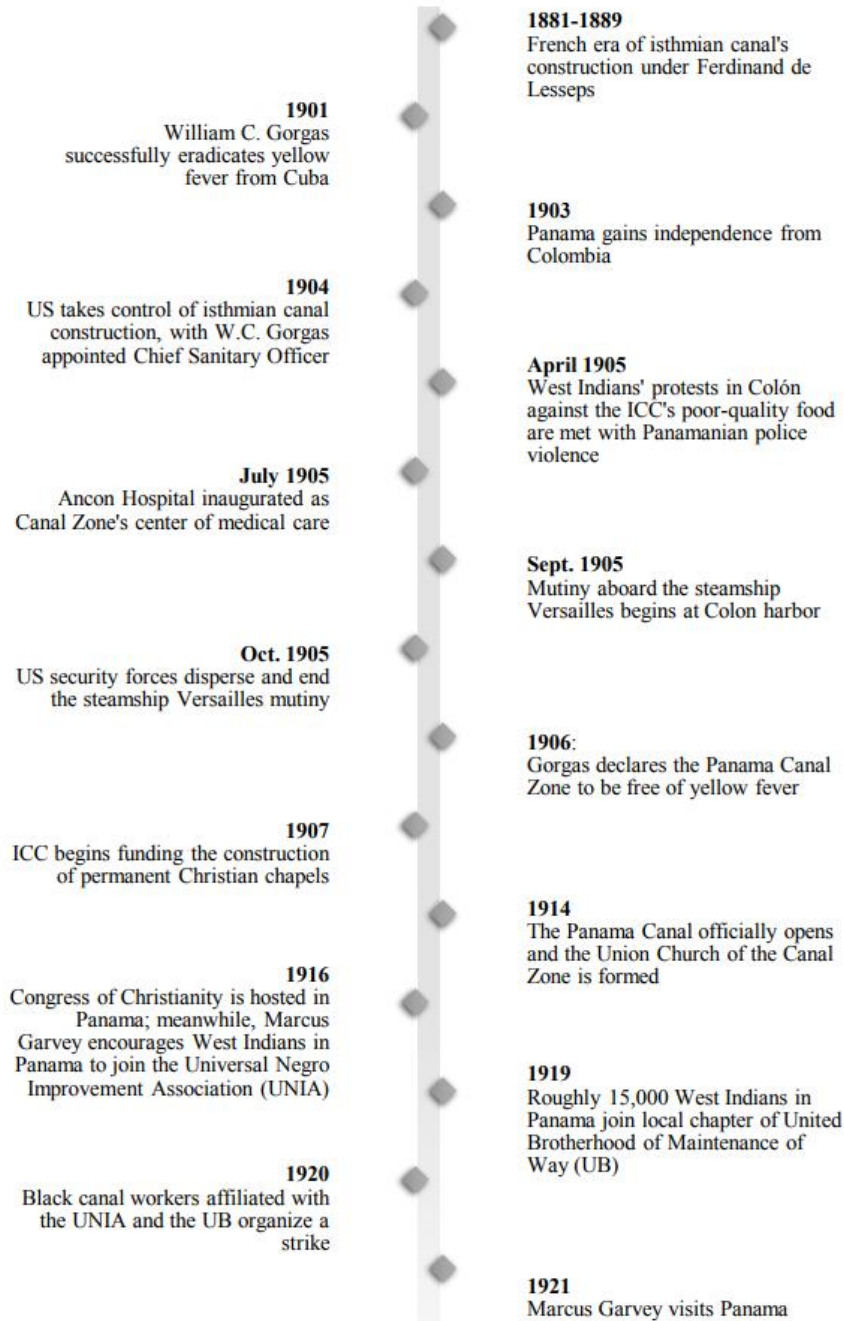 1881-1889
French era of isthmian canal's
construction under Ferdinand de
Lesseps
1901
William C. Gorgas
successfully eradicates yellow
fever from Cuba
1903
Panama gains independence from
Colombia
1904
US takes control of isthmian canal
construction, with W.C. Gorgas
appointed Chief Sanitary Officer
April 1905
West Indians' protests in Colón
against the ICC's poor-quality food
are met with Panamanian police
violence
July 1905
Ancon Hospital inaugurated as
Canal Zone's center of medical care
Sept. 1905
Mutiny aboard the steamship
Versailles begins at Colon harbor
Oct. 1905
US security forces disperse and end
the steamship Versailles mutiny
1906:
Gorgas declares the Panama Canal
Zone to be free of yellow fever
1907
ICC begins funding the construction
of permanent Christian chapels
1914
The Panama Canal officially opens
and the Union Church of the Canal
Zone is formed
1916
Congress of Christianity is hosted in
Panama; meanwhile, Marcus
Garvey encourages West Indians in
Panama to join the Universal Negro
Improvement Association (UNIA)
1919
Roughly 15,000 West Indians in
Panama join local chapter of United
Brotherhood of Maintenance of
Way (UB)
1920
Black canal workers affiliated with
the UNIA and the UB organize a
strike
1921
Marcus Garvey visits Panama